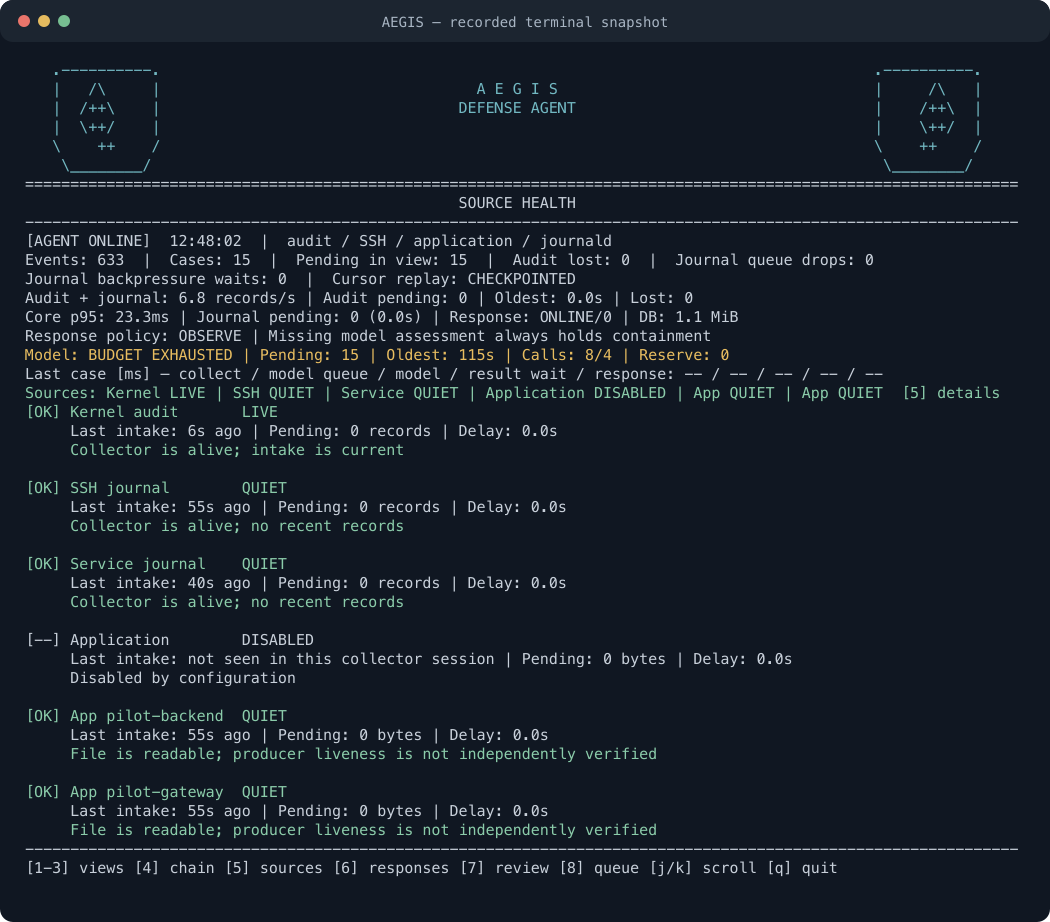 AEGIS — recorded terminal snapshot
A E G I S
DEFENSE AGENT
SOURCE HEALTH
[AGENT ONLINE]  12:48:02  |  audit / SSH / application / journald
Events: 633  |  Cases: 15  |  Pending in view: 15  |  Audit lost: 0  |  Journal queue drops: 0
Journal backpressure waits: 0  |  Cursor replay: CHECKPOINTED
Audit + journal: 6.8 records/s | Audit pending: 0 | Oldest: 0.0s | Lost: 0
Core p95: 23.3ms | Journal pending: 0 (0.0s) | Response: ONLINE/0 | DB: 1.1 MiB
Response policy: OBSERVE | Missing model assessment always holds containment
Model: BUDGET EXHAUSTED | Pending: 15 | Oldest: 115s | Calls: 8/4 | Reserve: 0
Last case [ms] — collect / model queue / model / result wait / response: -- / -- / -- / -- / --
Sources: Kernel LIVE | SSH QUIET | Service QUIET | Application DISABLED | App QUIET | App QUIET  [5] details
[OK] Kernel audit       LIVE
Last intake: 6s ago | Pending: 0 records | Delay: 0.0s
Collector is alive; intake is current
[OK] SSH journal        QUIET
Last intake: 55s ago | Pending: 0 records | Delay: 0.0s
Collector is alive; no recent records
[OK] Service journal    QUIET
Last intake: 40s ago | Pending: 0 records | Delay: 0.0s
Collector is alive; no recent records
[--] Application        DISABLED
Last intake: not seen in this collector session | Pending: 0 bytes | Delay: 0.0s
Disabled by configuration
[OK] App pilot-backend  QUIET
Last intake: 55s ago | Pending: 0 bytes | Delay: 0.0s
File is readable; producer liveness is not independently verified
[OK] App pilot-gateway  QUIET
Last intake: 55s ago | Pending: 0 bytes | Delay: 0.0s
File is readable; producer liveness is not independently verified
[1-3] views [4] chain [5] sources [6] responses [7] review [8] queue [j/k] scroll [q] quit